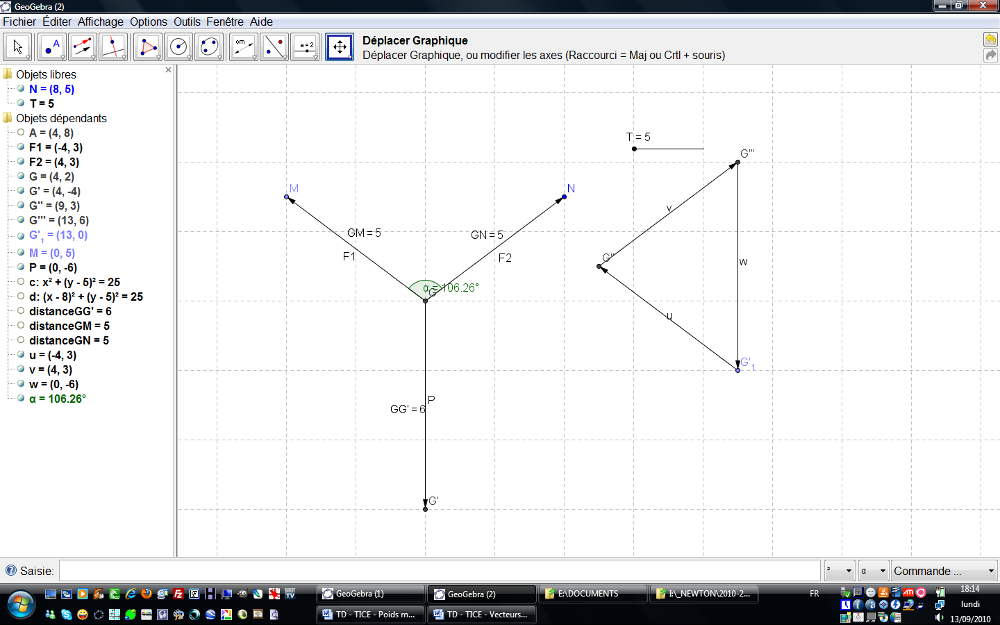 GeoGebra (2)
Fichier Éditer Affichage Options Outils Fenêtre Aide
Déplacer Graphique
Déplacer Graphique, ou modifier les axes (Raccourci = Maj ou Crtl + souris)
Objets libres
N = (8, 5)
T = 5
Objets dépendants
A = (4, 8)
F1 = (-4, 3)
F2 = (4, 3)
G = (4, 2)
G' = (4, -4)
G'' = (9, 3)
G''' = (13, 6)
G'₁ = (13, 0)
M = (0, 5)
P = (0, -6)
c: x² + (y - 5)² = 25
d: (x - 8)² + (y - 5)² = 25
distanceGG' = 6
distanceGM = 5
distanceGN = 5
u = (-4, 3)
v = (4, 3)
w = (0, -6)
α = 106.26°
T = 5
G'''
M
N
v
GM = 5
GN = 5
F1
F2
G''
w
α = 106.26°
G
u
G'₁
P
GG' = 6
G'
Saisie:
²
α
Commande ...
GeoGebra (1)
GeoGebra (2)
E:\DOCUMENTS
I:\_NEWTON\2010-2...
FR
18:14
TD - TICE - Poids m...
TD - TICE - Vecteurs...
lundi
13/09/2010